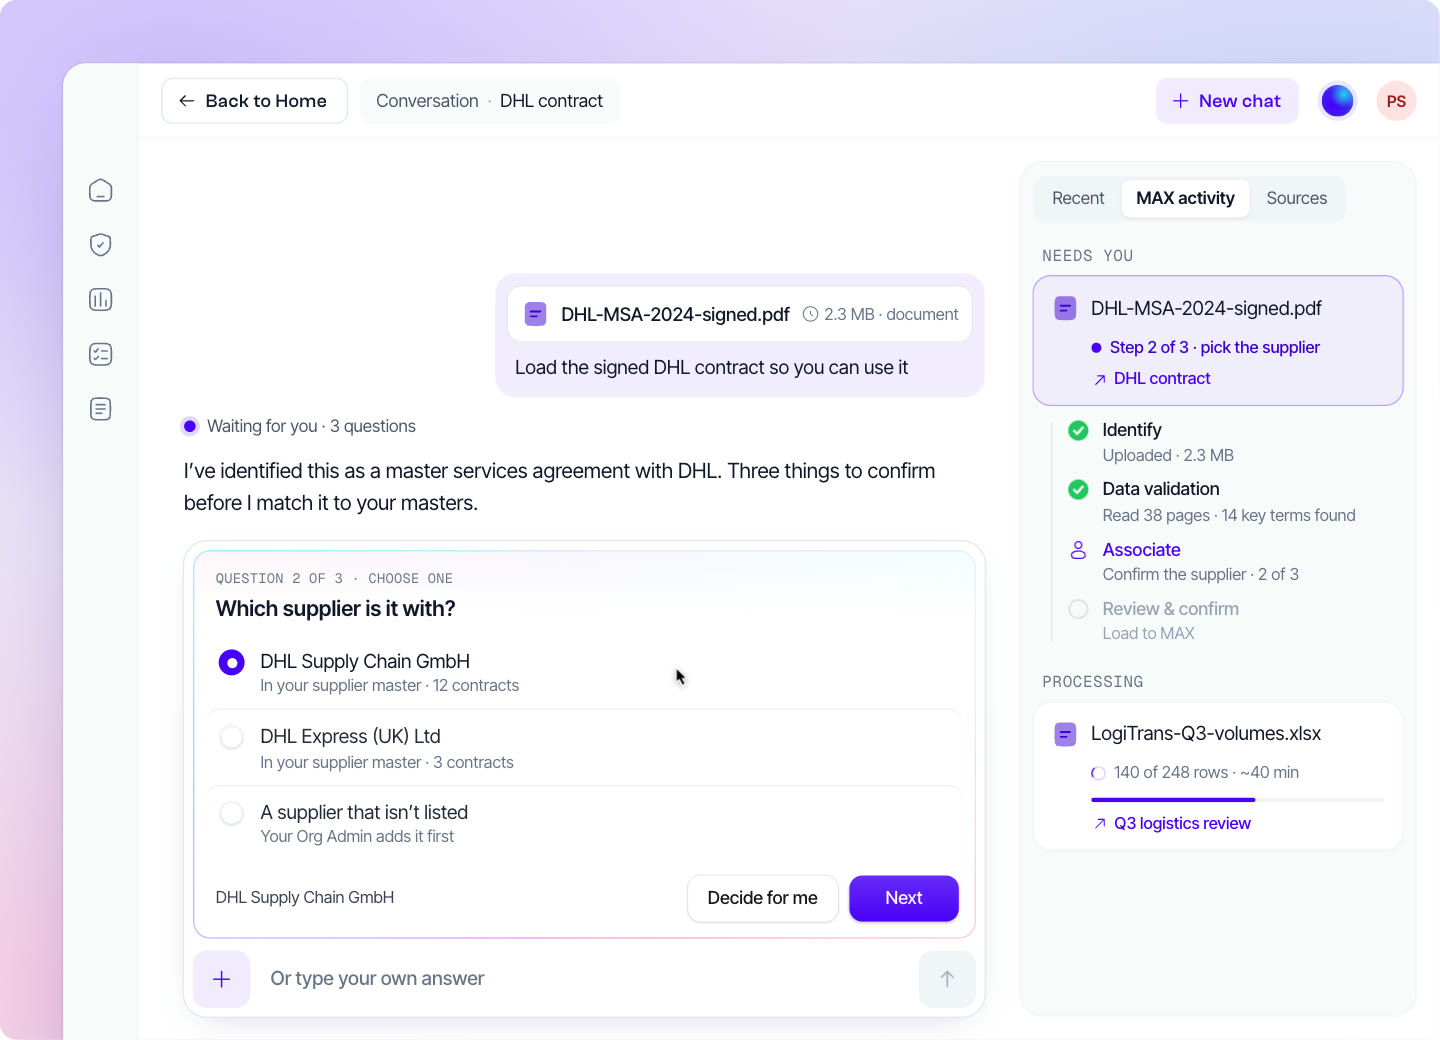 Back to Home
Conversation · DHL contract
New chat
PS
DHL-MSA-2024-signed.pdf 2.3 MB · document
Load the signed DHL contract so you can use it
Waiting for you · 3 questions
I’ve identified this as a master services agreement with DHL. Three things to confirm
before I match it to your masters.
QUESTION 2 OF 3 · CHOOSE ONE
Which supplier is it with?
DHL Supply Chain GmbH
In your supplier master · 12 contracts
DHL Express (UK) Ltd
In your supplier master · 3 contracts
A supplier that isn’t listed
Your Org Admin adds it first
DHL Supply Chain GmbH
Decide for me
Next
Or type your own answer
Recent
MAX activity
Sources
NEEDS YOU
DHL-MSA-2024-signed.pdf
Step 2 of 3 · pick the supplier
DHL contract
Identify
Uploaded · 2.3 MB
Data validation
Read 38 pages · 14 key terms found
Associate
Confirm the supplier · 2 of 3
Review & confirm
Load to MAX
PROCESSING
LogiTrans-Q3-volumes.xlsx
140 of 248 rows · ~40 min
Q3 logistics review